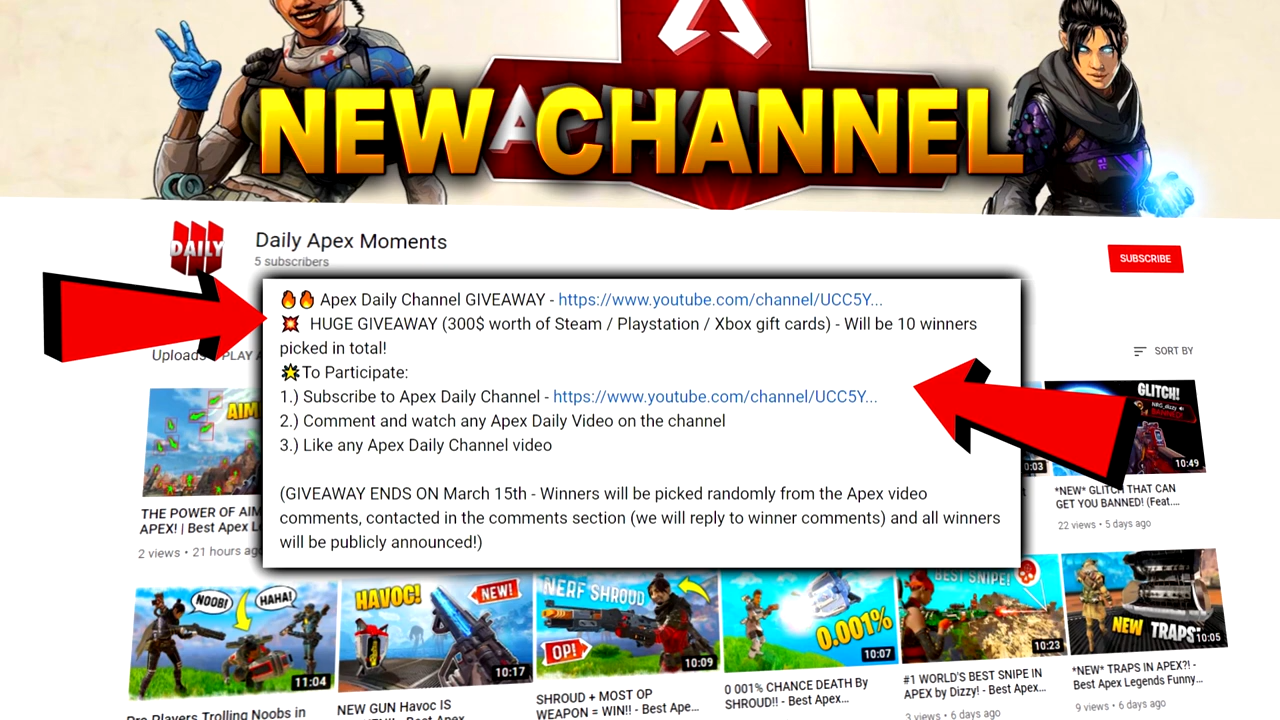 NEW CHANNEL
DAILY
Daily Apex Moments
5 subscribers
SUBSCRIBE
🔥🔥 Apex Daily Channel GIVEAWAY - https://www.youtube.com/channel/UCC5Y...
💥 HUGE GIVEAWAY (300$ worth of Steam / Playstation / Xbox gift cards) - Will be 10 winners
picked in total!
🌟To Participate:
1.) Subscribe to Apex Daily Channel - https://www.youtube.com/channel/UCC5Y...
2.) Comment and watch any Apex Daily Video on the channel
3.) Like any Apex Daily Channel video
(GIVEAWAY ENDS ON March 15th - Winners will be picked randomly from the Apex video
comments, contacted in the comments section (we will reply to winner comments) and all winners
will be publicly announced!)
Uploads PLAY A
SORT BY
AIM
THE POWER OF AIM
APEX! | Best Apex L
2 views • 21 hours ago
0:03
GLITCH!
BANNED!
10:49
*NEW* GLITCH THAT CAN
GET YOU BANNED! (Feat....
22 views • 5 days ago
NOOB!
HAHA!
11:04
Pro Players Trolling Noobs in
HAVOC!
NEW!
10:17
NEW GUN Havoc IS
NERF SHROUD
OP!
10:09
SHROUD + MOST OP
WEAPON = WIN!! - Best Ape...
0.001%
10:07
0 001% CHANCE DEATH By
SHROUD!! - Best Apex...
BEST SNIPE!
10:23
#1 WORLD'S BEST SNIPE IN
APEX by Dizzy! - Best Apex...
3 views • 6 days ago
NEW TRAPS
10:05
*NEW* TRAPS IN APEX?! -
Best Apex Legends Funny...
9 views • 6 days ago